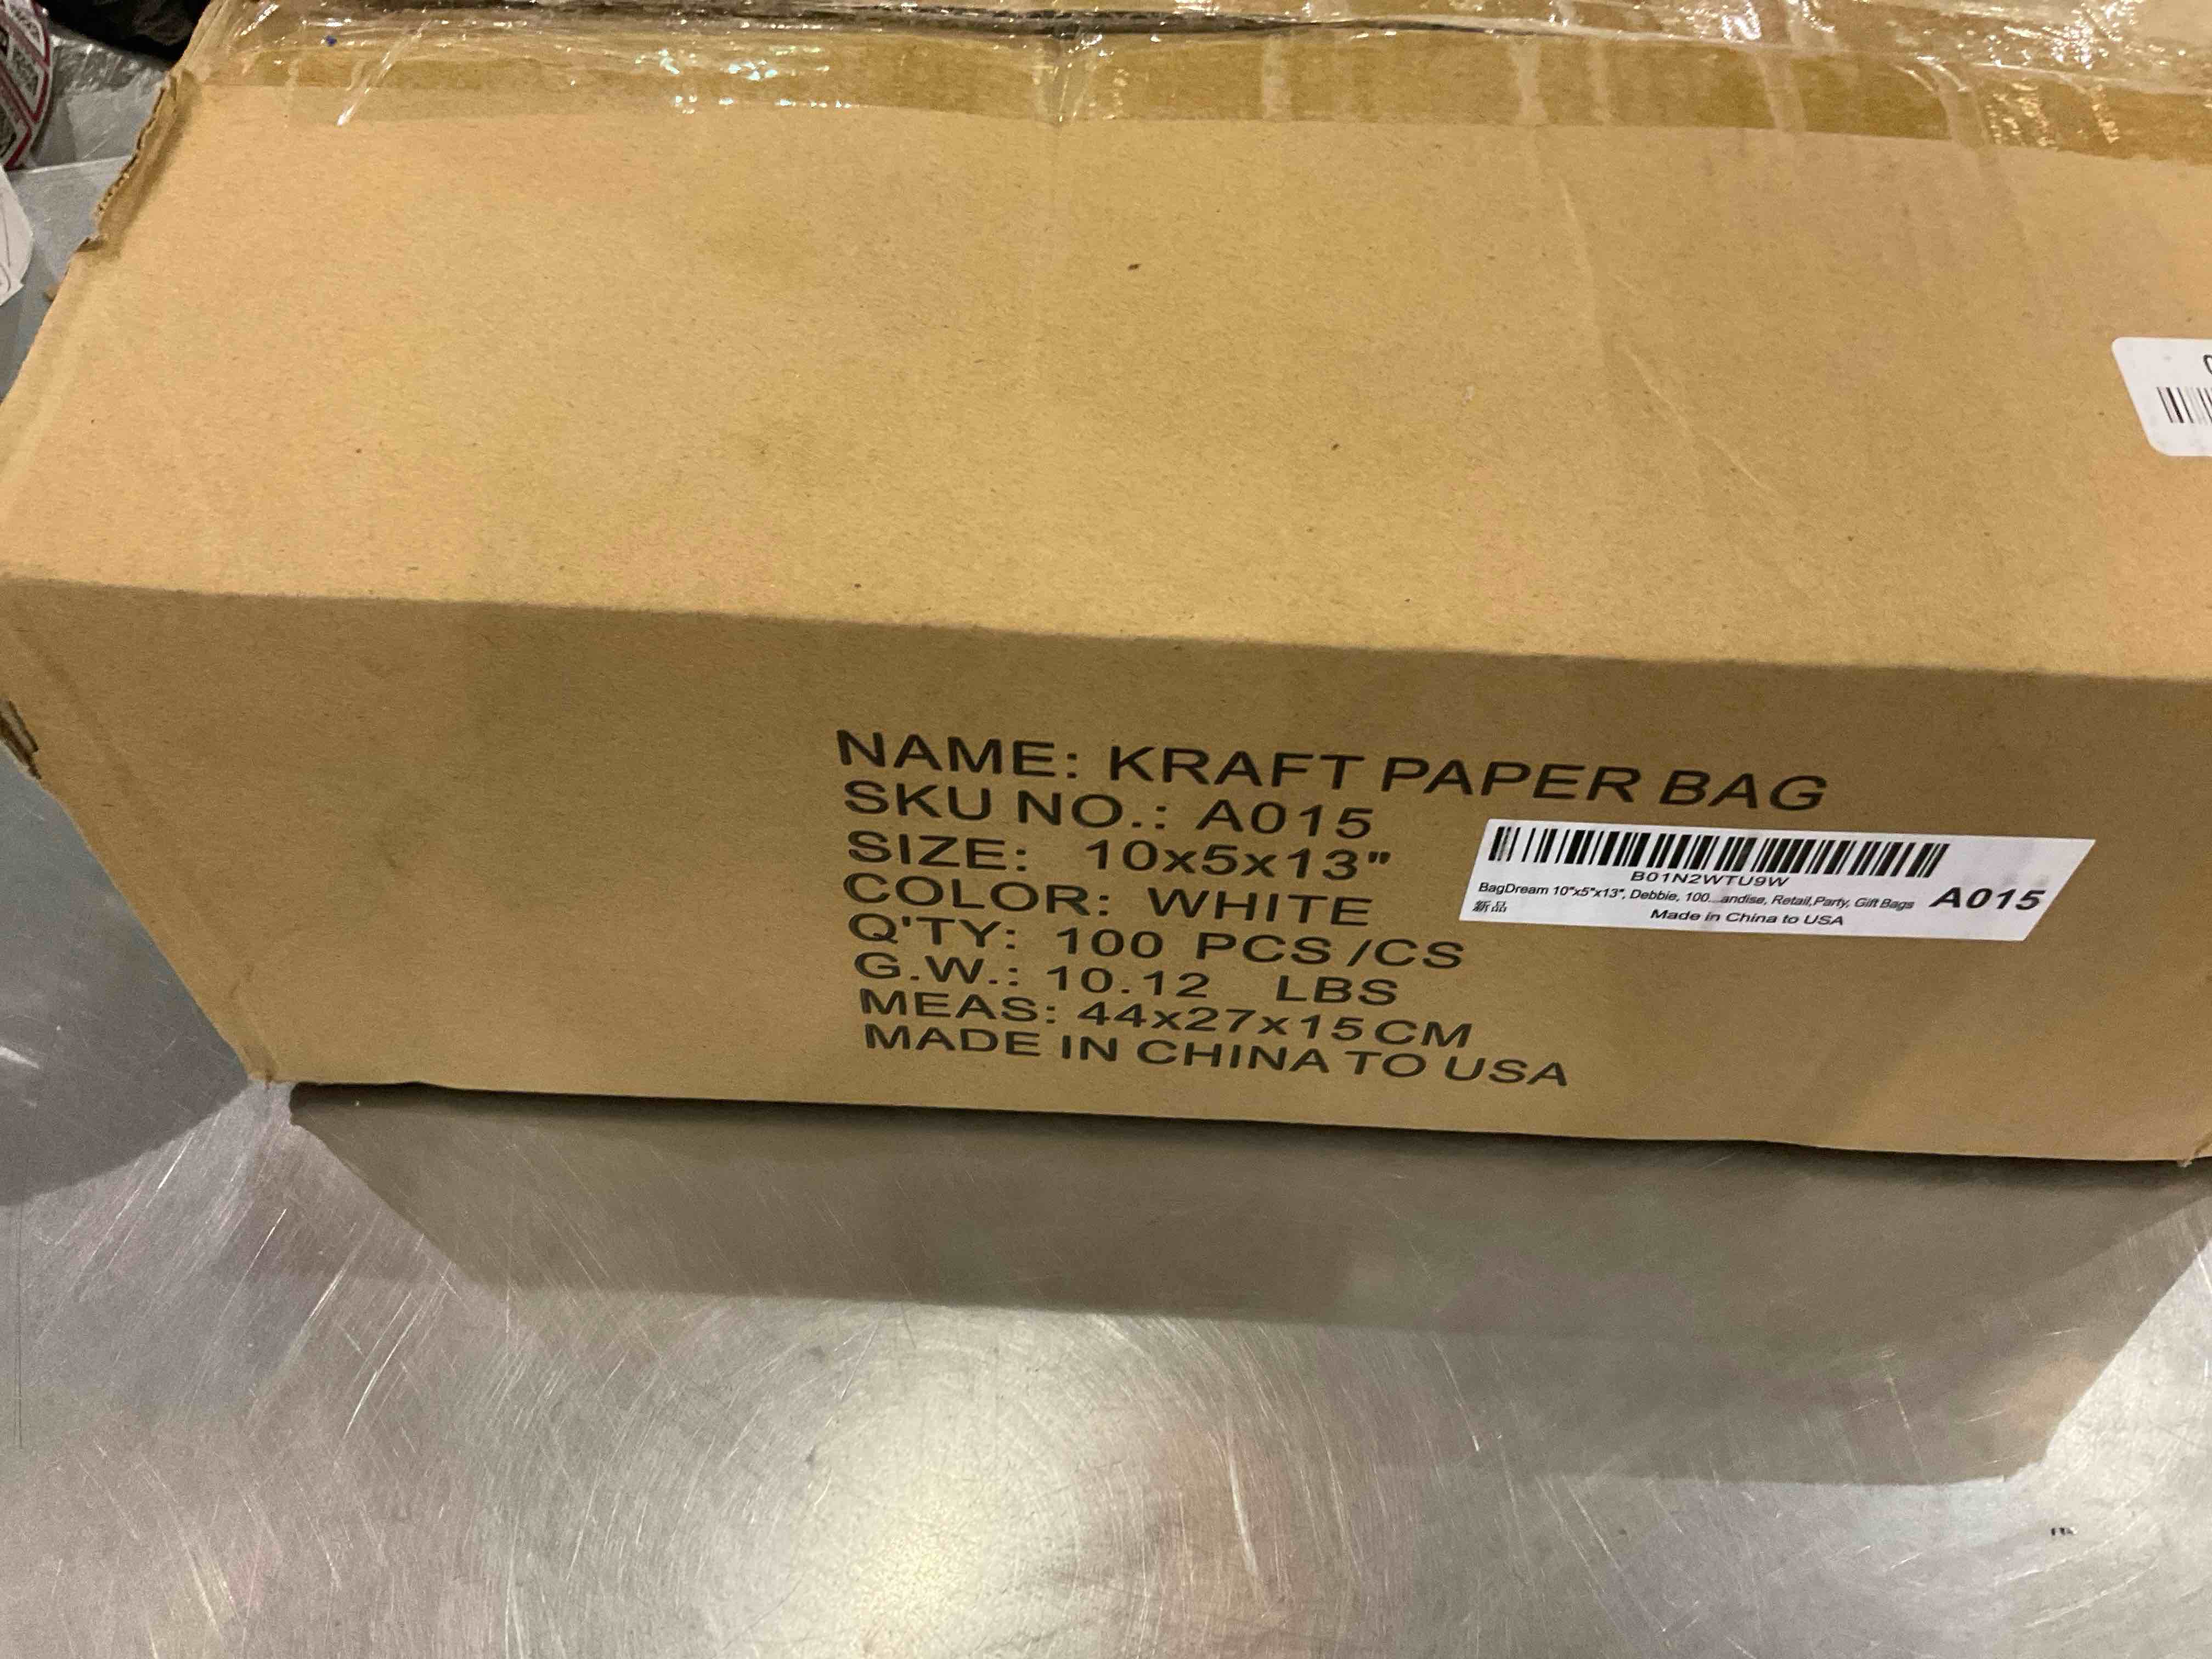 NAME: KRAFT PAPER BAG
SKU NO.: A015
SIZE: 10x5x13"
COLOR: WHITE
Q'TY: 100 PCS/CS
G.W.: 10.12 LBS
MEAS: 44x27x15CM
MADE IN CHINA TO USA
B01N2WTU9W
BagDream 10"x5"x13", Debbie, 100...andise, Retail,Party, Gift Bags
新品
Made in China to USA
A015